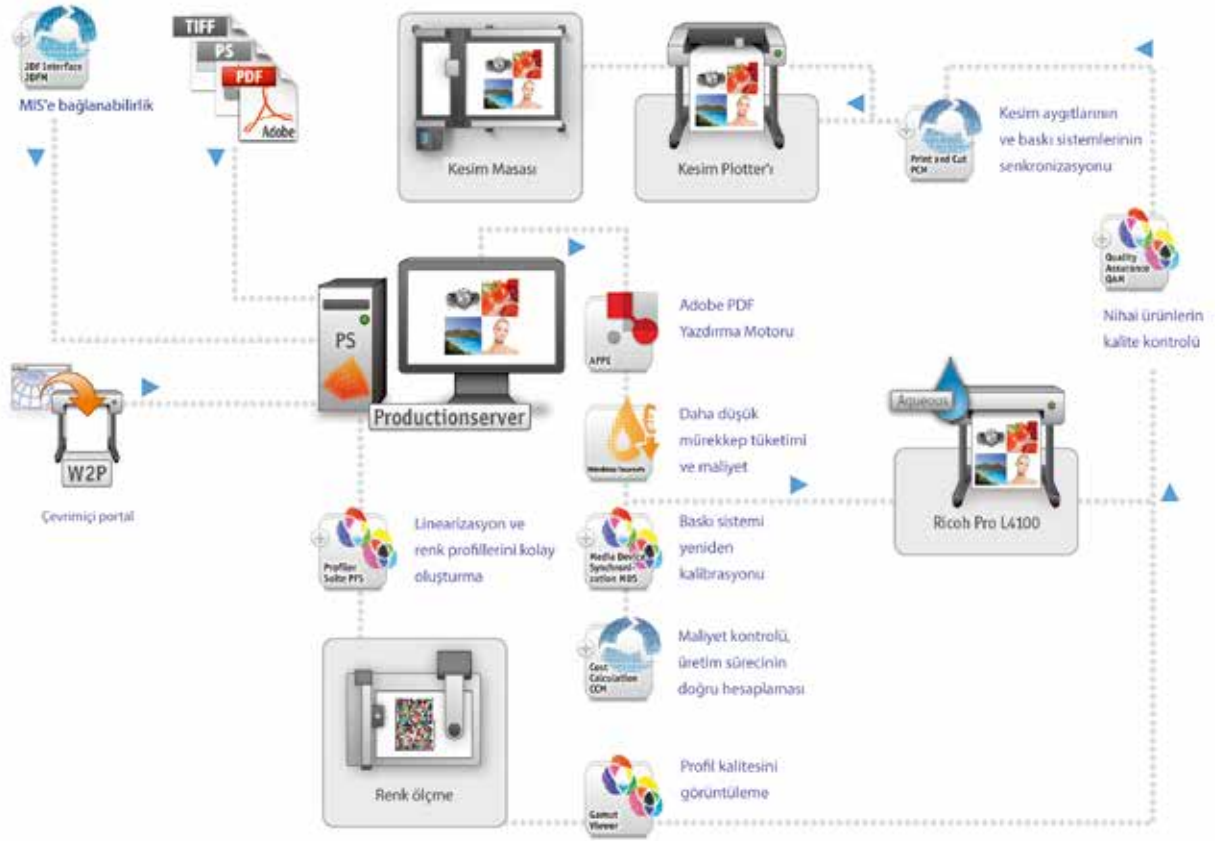 JDF Interface
JDFM
MIS'e bağlanabilirlik
TIFF
PS
PDF
Adobe
Kesim Masası
Kesim Plotter'ı
Print and Cut
PCM
Kesim aygıtlarının
ve baskı sistemlerinin
senkronizasyonu
Quality
Assurance
QAM
Nihai ürünlerin
kalite kontrolü
PS
Productionserver
APPE
Adobe PDF
Yazdırma Motoru
W2P
Çevrimiçi portal
Daha düşük
mürekkep tüketimi
ve maliyet
Aqueous
Ricoh Pro L4100
Profiler
Suite PFS
Linearizasyon ve
renk profillerini kolay
oluşturma
Media Device
Synchroni-
zation MDS
Baskı sistemi
yeniden
kalibrasyonu
Cost
Calculation
CCM
Maliyet kontrolü,
üretim sürecinin
doğru hesaplaması
Renk ölçme
Gamut
Viewer
Profil kalitesini
görüntüleme